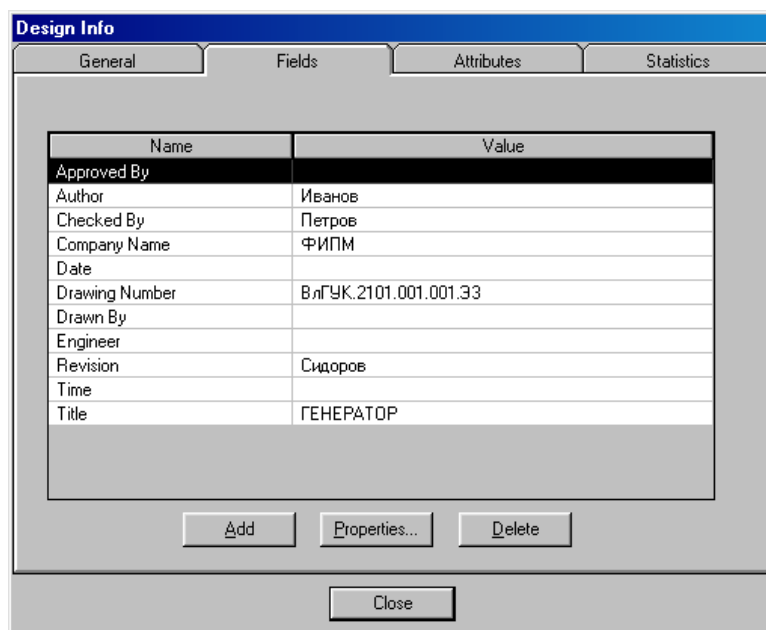 Design Info
General Fields Attributes Statistics
Name Value
Approved By
Author Иванов
Checked By Петров
Company Name ФИПМ
Date
Drawing Number ВлГУК.2101.001.001.ЭЗ
Drawn By
Engineer
Revision Сидоров
Time
Title ГЕНЕРАТОР
Add Properties... Delete
Close